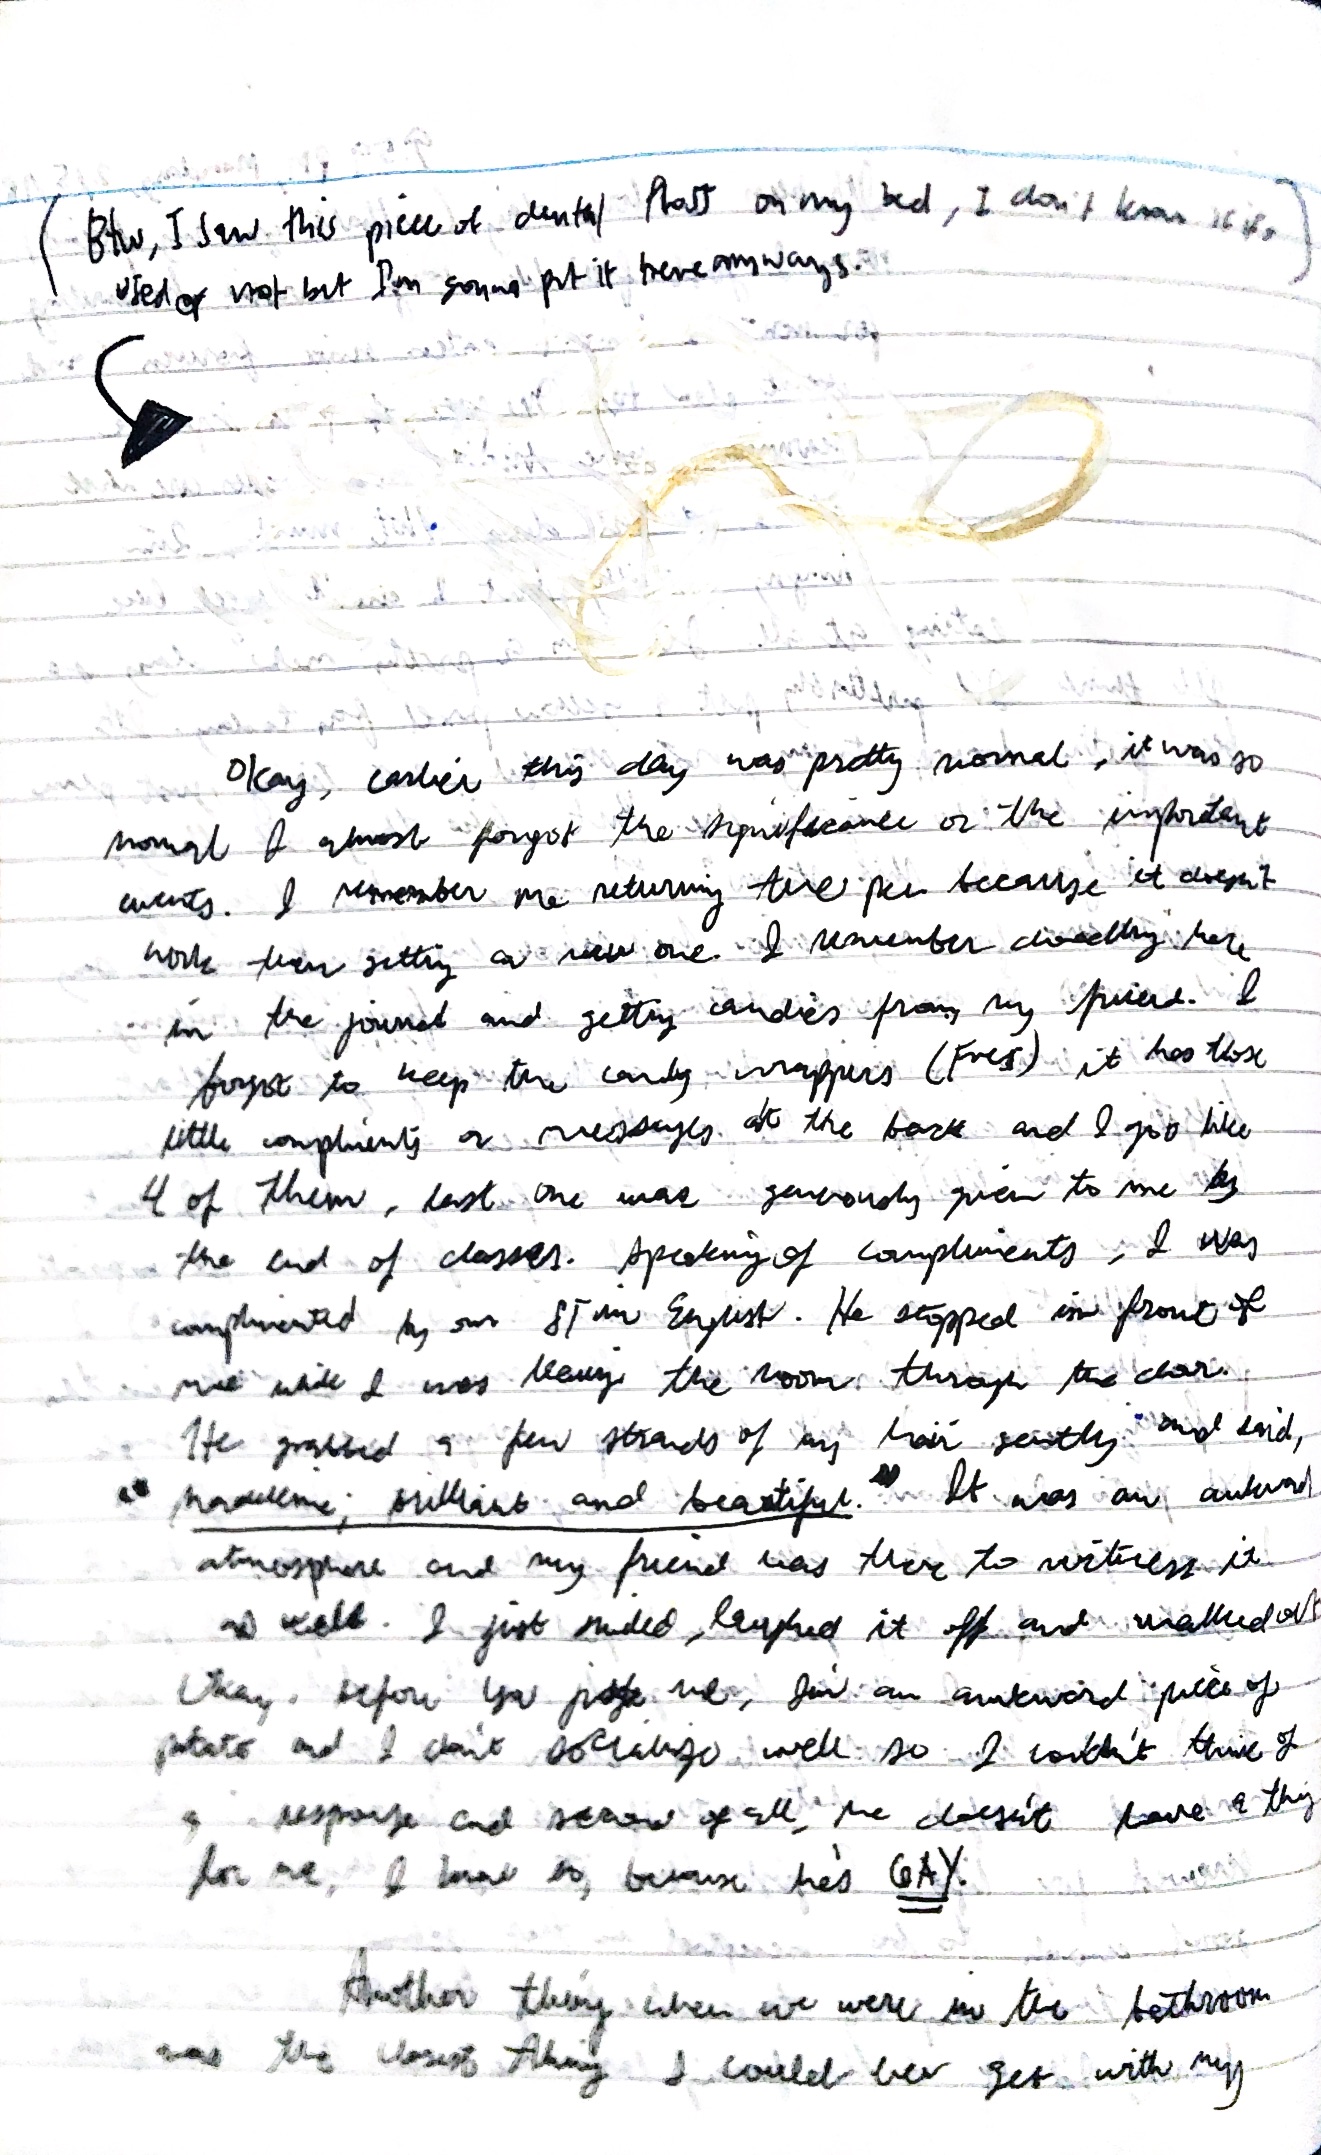 (Btw, I saw this piece of dental floss on my bed, I don't know if it's
used or not but I'm gonna put it here anyways.)
Okay, earlier this day was pretty normal, it was so
normal I almost forgot the significance or the important
events. I remember me returning the pen because it doesn't
work then getting a new one. I remember doodling here
in the journal and getting candies from my friend. I
forgot to keep the candy wrappers (Fres) it has those
little compliments or messages at the back and I got like
4 of them, last one was generously given to me by
the end of classes. Speaking of compliments, I was
complimented by our ST in English. He stopped in front of
me while I was leaving the room through the door.
He grabbed a few strands of my hair gently and said,
"Madeleine; brilliant and beautiful." It was an awkward
atmosphere and my friend was there to witness it
as well. I just smiled, laughed it off and walked out
Okay. before ya judge me, I'm an awkward piece of
potato and I don't socialize well so I couldn't think of
a response and second of all, he doesn't have a thing
for me, I know so, because he's GAY.
Another thing when we were in the bathroom
was the closest thing I could ever get with my